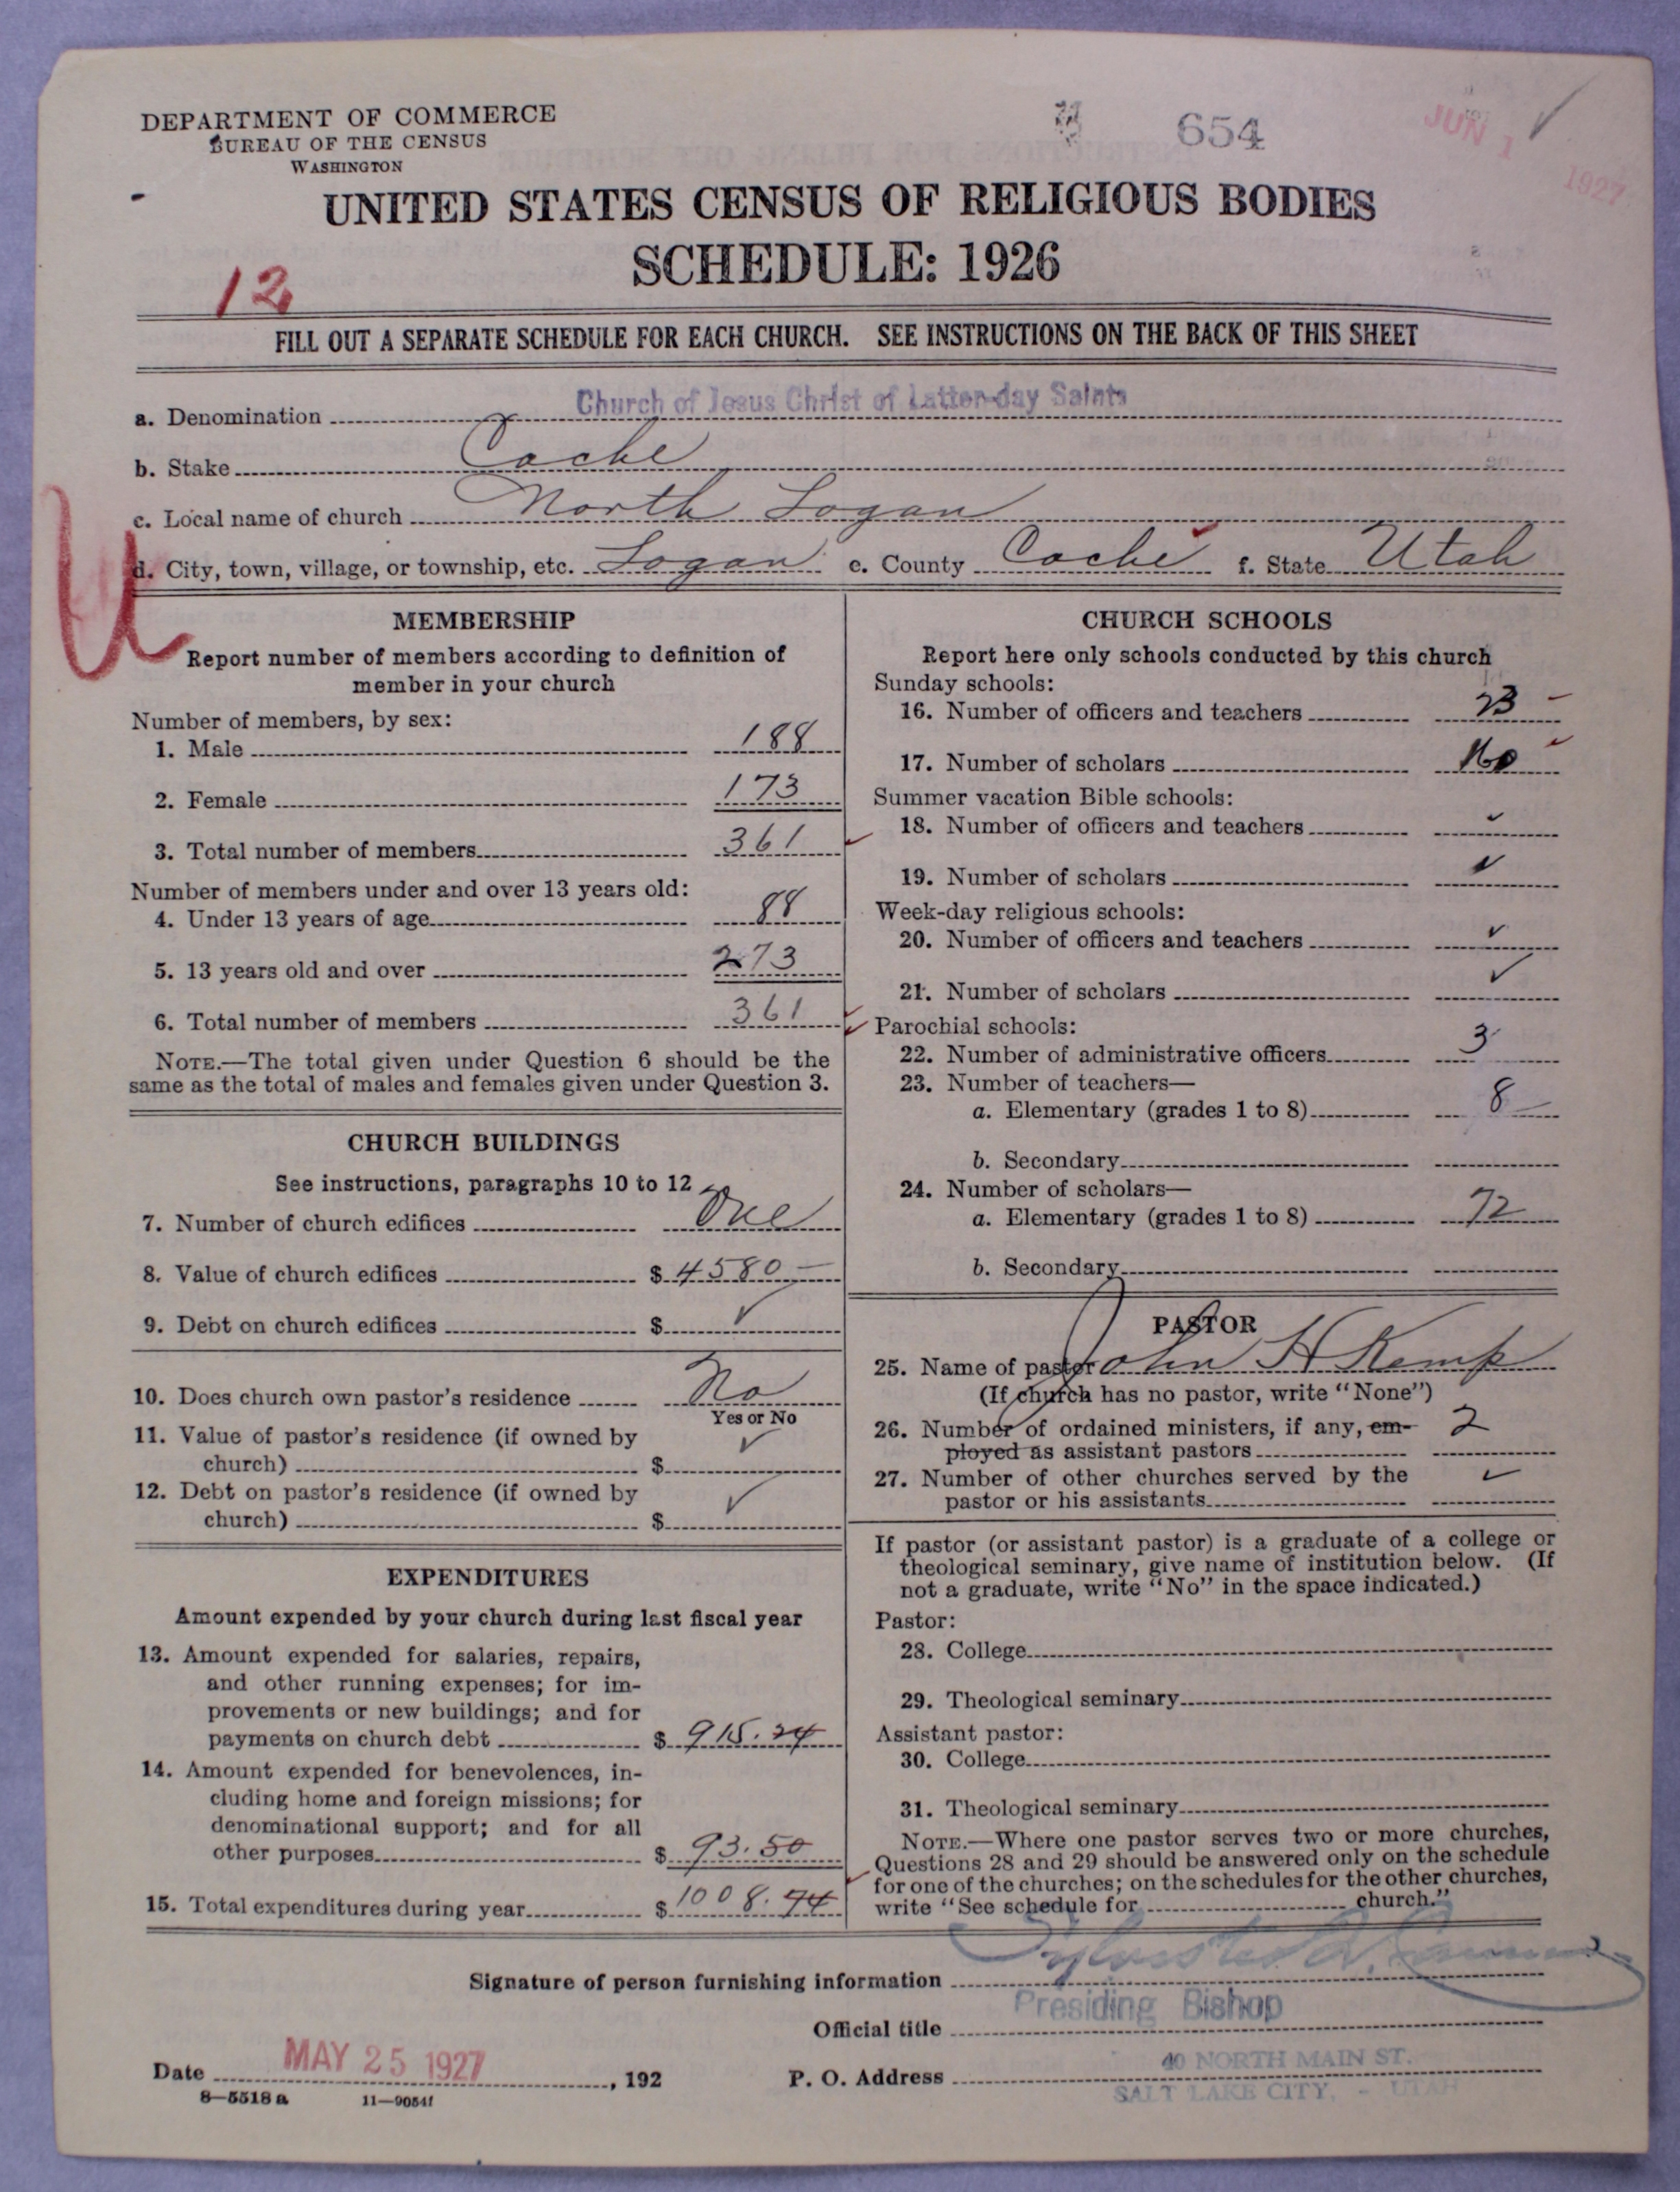 DEPARTMENT OF COMMERCE
BUREAU OF THE CENSUS
WASHINGTON
654
JUN 1 1927
UNITED STATES CENSUS OF RELIGIOUS BODIES
SCHEDULE: 1926
12
FILL OUT A SEPARATE SCHEDULE FOR EACH CHURCH. SEE INSTRUCTIONS ON THE BACK OF THIS SHEET
a. Denomination Church of Jesus Christ of Latter-day Saints
b. Stake Cache
c. Local name of church North Logan
d. City, town, village, or township, etc. Logan e. County Cache f. State Utah
U
MEMBERSHIP
Report number of members according to definition of
member in your church
Number of members, by sex:
1. Male 188
2. Female 173
3. Total number of members 361
Number of members under and over 13 years old:
4. Under 13 years of age 88
5. 13 years old and over 273
6. Total number of members 361
NOTE.—The total given under Question 6 should be the
same as the total of males and females given under Question 3.
CHURCH BUILDINGS
See instructions, paragraphs 10 to 12
7. Number of church edifices One
8. Value of church edifices $ 4580 —
9. Debt on church edifices $ ✓
10. Does church own pastor's residence No
Yes or No
11. Value of pastor's residence (if owned by
church) $ ✓
12. Debt on pastor's residence (if owned by
church) $ ✓
EXPENDITURES
Amount expended by your church during last fiscal year
13. Amount expended for salaries, repairs,
and other running expenses; for im-
provements or new buildings; and for
payments on church debt $ 915.24
14. Amount expended for benevolences, in-
cluding home and foreign missions; for
denominational support; and for all
other purposes $ 93.50
15. Total expenditures during year $ 1008.74
CHURCH SCHOOLS
Report here only schools conducted by this church
Sunday schools:
16. Number of officers and teachers 23 –
17. Number of scholars 160
Summer vacation Bible schools:
18. Number of officers and teachers ✓
19. Number of scholars ✓
Week-day religious schools:
20. Number of officers and teachers ✓
21. Number of scholars ✓
Parochial schools:
22. Number of administrative officers 3
23. Number of teachers—
a. Elementary (grades 1 to 8) 8
b. Secondary
24. Number of scholars—
a. Elementary (grades 1 to 8) 72
b. Secondary
PASTOR
25. Name of pastor John H Kemp
(If church has no pastor, write "None")
26. Number of ordained ministers, if any, em- 2
ployed as assistant pastors
27. Number of other churches served by the ✓
pastor or his assistants
If pastor (or assistant pastor) is a graduate of a college or
theological seminary, give name of institution below. (If
not a graduate, write "No" in the space indicated.)
Pastor:
28. College
29. Theological seminary
Assistant pastor:
30. College
31. Theological seminary
NOTE.—Where one pastor serves two or more churches,
Questions 28 and 29 should be answered only on the schedule
for one of the churches; on the schedules for the other churches,
write "See schedule for church."
Signature of person furnishing information Sylvester Q. Cannon
Official title Presiding Bishop
Date MAY 25 1927, 192
P. O. Address 40 NORTH MAIN ST.
SALT LAKE CITY, - UTAH
8—5518 a 11—9054f